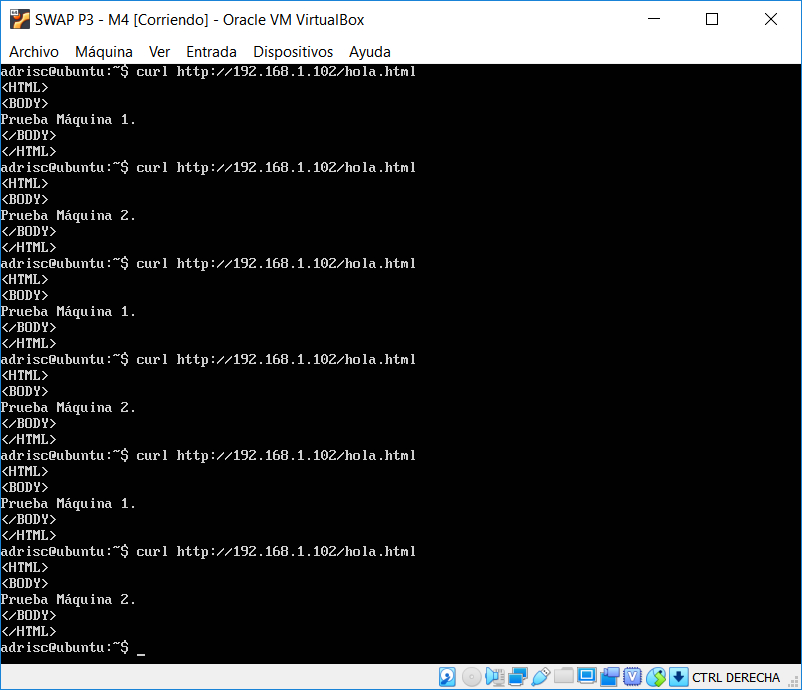 SWAP P3 - M4 [Corriendo] - Oracle VM VirtualBox
Archivo Máquina Ver Entrada Dispositivos Ayuda
adrisc@ubuntu:~$ curl http://192.168.1.102/hola.html
<HTML>
<BODY>
Prueba Máquina 1.
</BODY>
</HTML>
adrisc@ubuntu:~$ curl http://192.168.1.102/hola.html
<HTML>
<BODY>
Prueba Máquina 2.
</BODY>
</HTML>
adrisc@ubuntu:~$ curl http://192.168.1.102/hola.html
<HTML>
<BODY>
Prueba Máquina 1.
</BODY>
</HTML>
adrisc@ubuntu:~$ curl http://192.168.1.102/hola.html
<HTML>
<BODY>
Prueba Máquina 2.
</BODY>
</HTML>
adrisc@ubuntu:~$ curl http://192.168.1.102/hola.html
<HTML>
<BODY>
Prueba Máquina 1.
</BODY>
</HTML>
adrisc@ubuntu:~$ curl http://192.168.1.102/hola.html
<HTML>
<BODY>
Prueba Máquina 2.
</BODY>
</HTML>
adrisc@ubuntu:~$ _
CTRL DERECHA